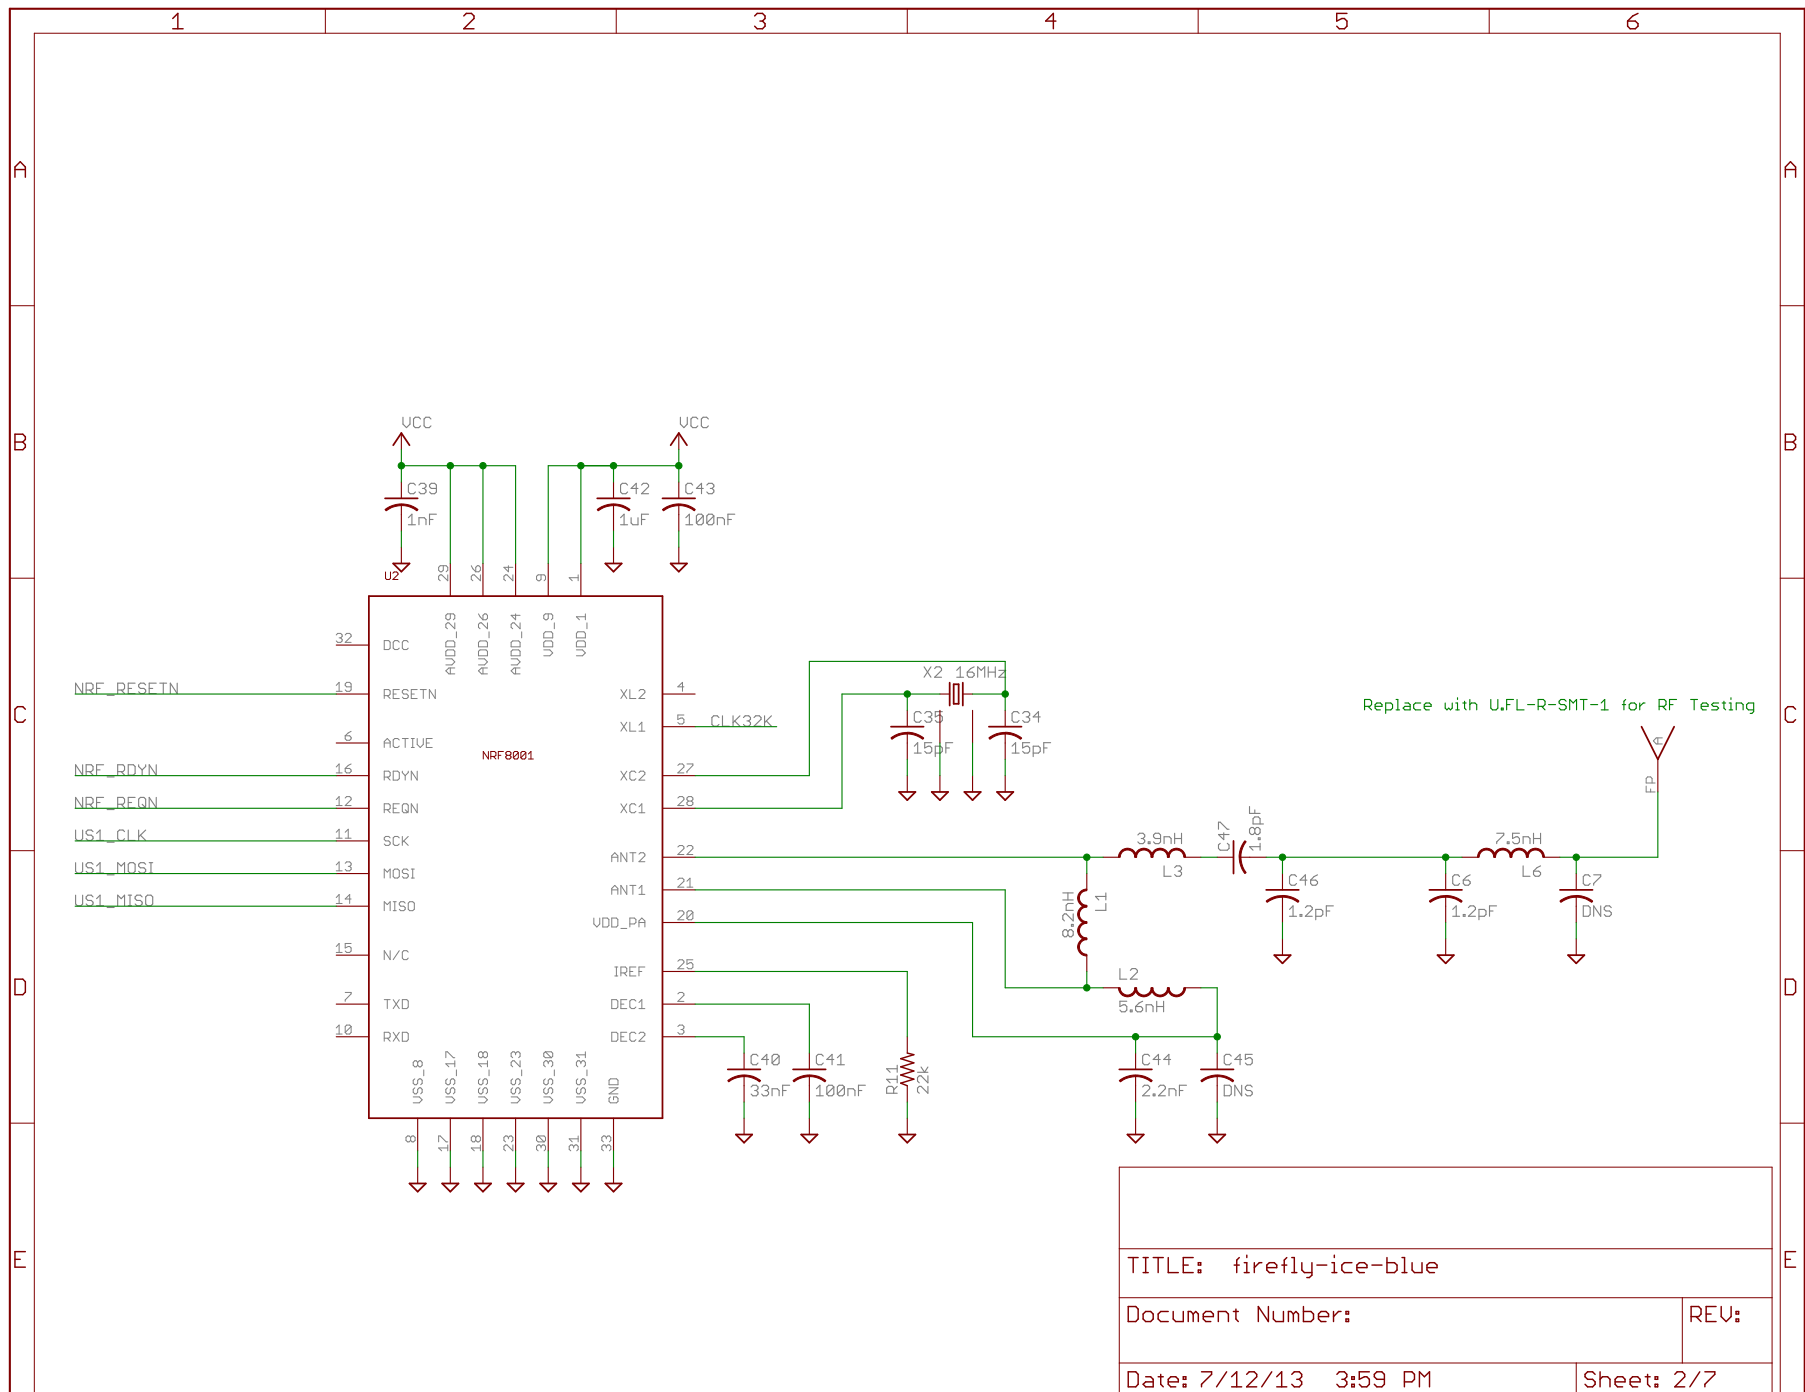 1 2 3 4 5 6
A A
VCC VCC
B B
C39 C42 C43
1nF 1uF 100nF
U2 29 26 24 9 1
AVDD_29 AVDD_26 AVDD_24 VDD_9 VDD_1
32 DCC
X2 16MHz
NRF_RESETN 19 RESETN XL2 4
Replace with U.FL-R-SMT-1 for RF Testing
C C
C35 C34
XL1 5 CLK32K
6 ACTIVE
15pF 15pF
A
NRF8001
NRF_RDYN 16 RDYN XC2 27
FP
NRF_REQN 12 REQN XC1 28
US1_CLK 11 SCK
3.9nH C47 1.8pF 7.5nH
ANT2 22
US1_MOSI 13 MOSI
L3 L6
ANT1 21
C46 C6 C7
US1_MISO 14 MISO
8.2nH L1
1.2pF 1.2pF DNS
VDD_PA 20
15 N/C
IREF 25
L2
D D
7 TXD DEC1 2
5.6nH
10 RXD DEC2 3
C40 C41 C44 C45
VSS_8 VSS_17 VSS_18 VSS_23 VSS_30 VSS_31 GND
33nF 100nF R11 22k 2.2nF DNS
8 17 18 23 30 31 33
E E
TITLE: firefly-ice-blue
Document Number: REV:
Date: 7/12/13 3:59 PM Sheet: 2/7